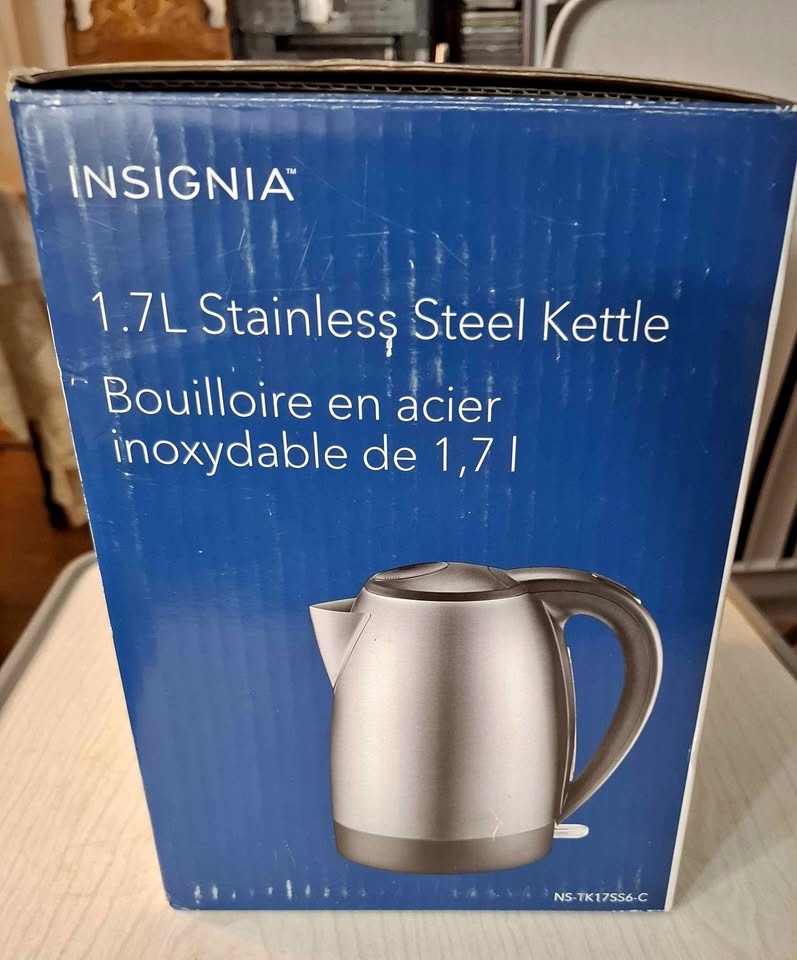 INSIGNIA™
1.7L Stainless Steel Kettle
Bouilloire en acier
inoxydable de 1,7 l
NS-TK17SS6-C